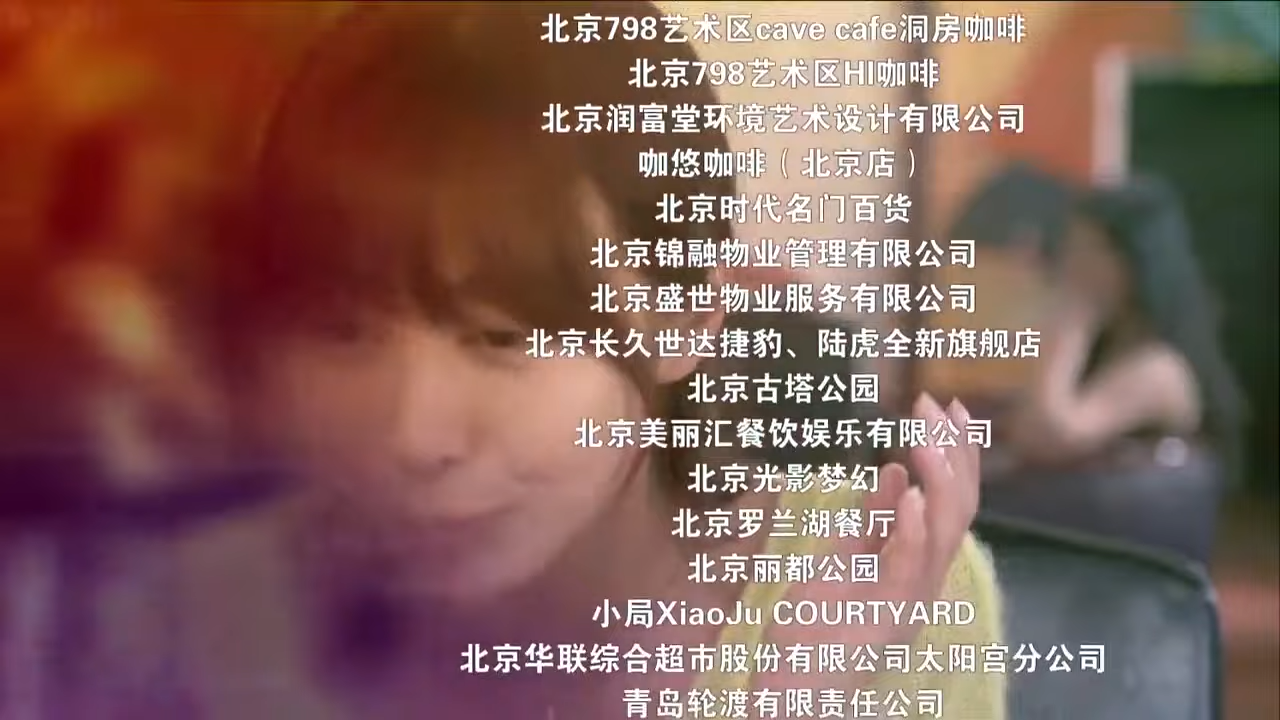 北京798艺术区cave cafe洞房咖啡
北京798艺术区HI咖啡
北京润富堂环境艺术设计有限公司
咖悠咖啡（北京店）
北京时代名门百货
北京锦融物业管理有限公司
北京盛世物业服务有限公司
北京长久世达捷豹、陆虎全新旗舰店
北京古塔公园
北京美丽汇餐饮娱乐有限公司
北京光影梦幻
北京罗兰湖餐厅
北京丽都公园
小局XiaoJu COURTYARD
北京华联综合超市股份有限公司太阳宫分公司
青岛轮渡有限责任公司